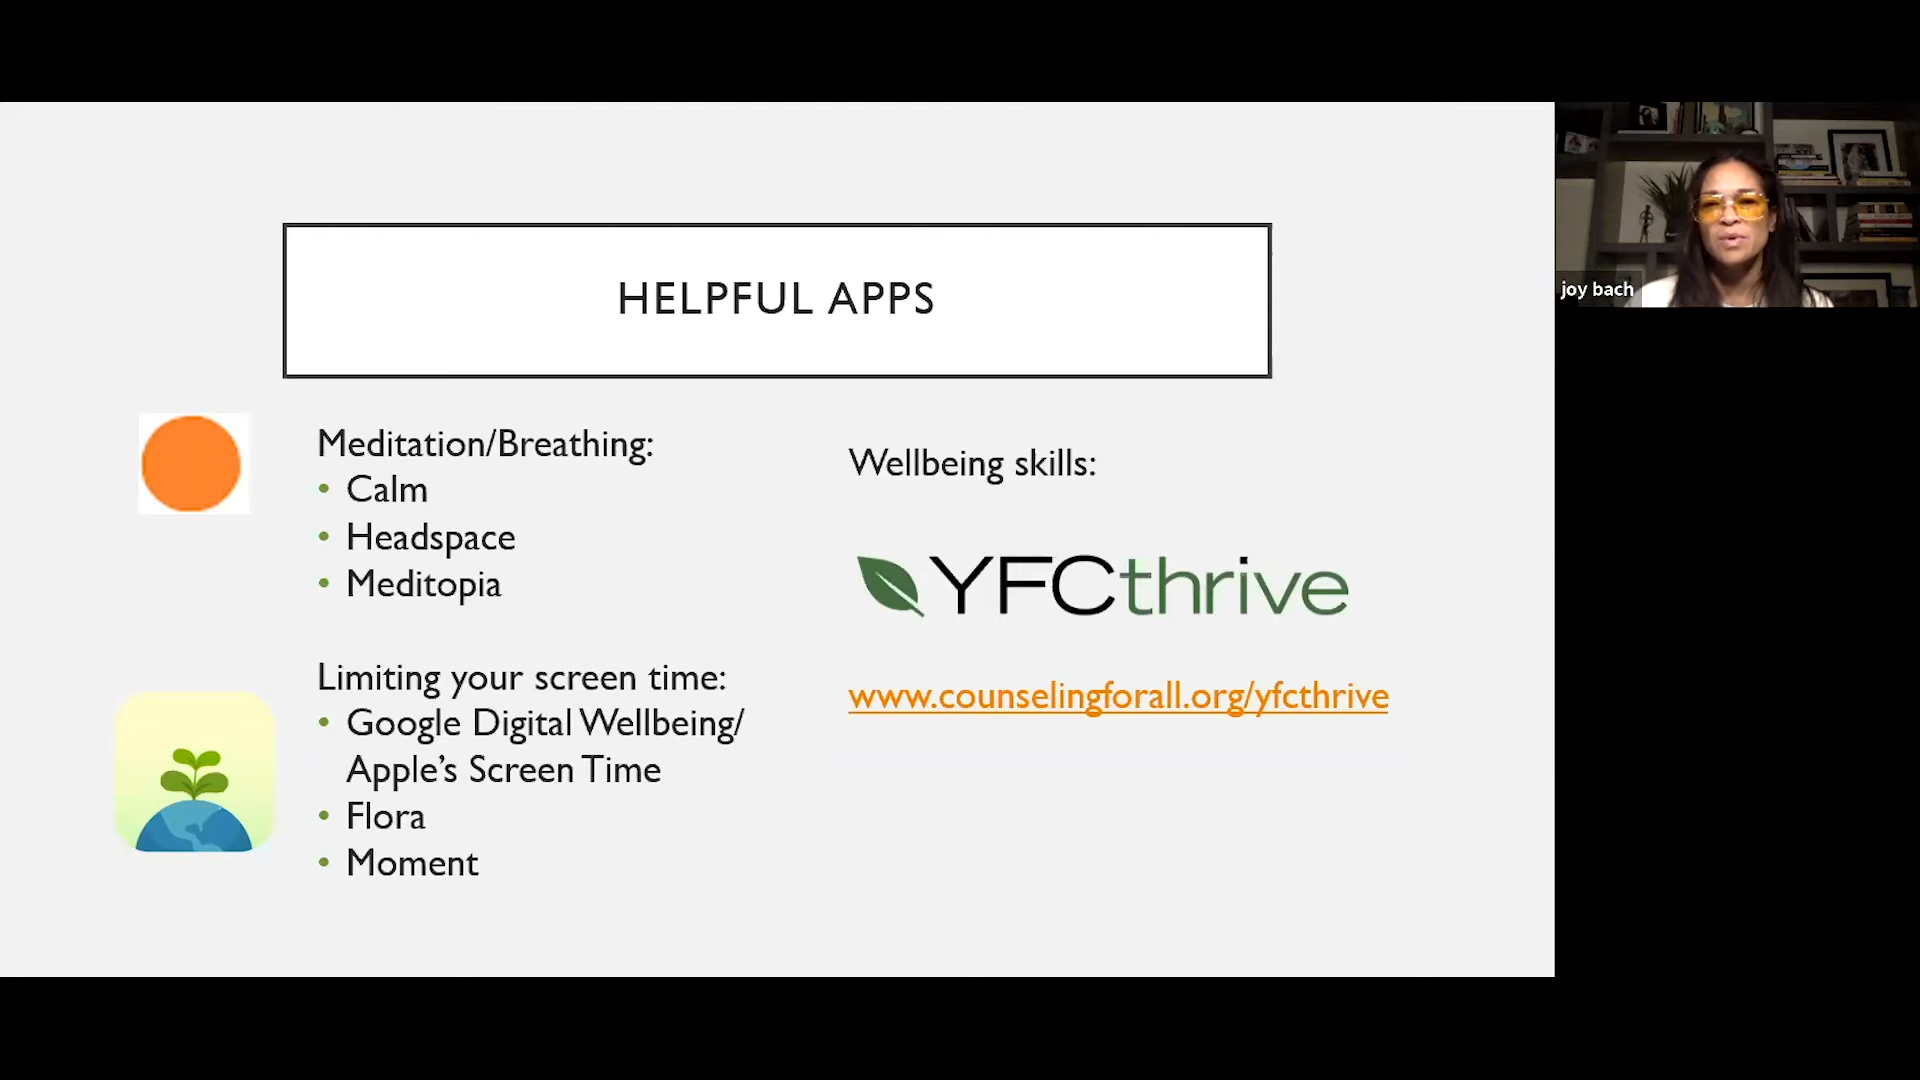 HELPFUL APPS
Meditation/Breathing:
• Calm
• Headspace
• Meditopia
Limiting your screen time:
• Google Digital Wellbeing/
Apple’s Screen Time
• Flora
• Moment
Wellbeing skills:
YFCthrive
www.counselingforall.org/yfcthrive
joy bach